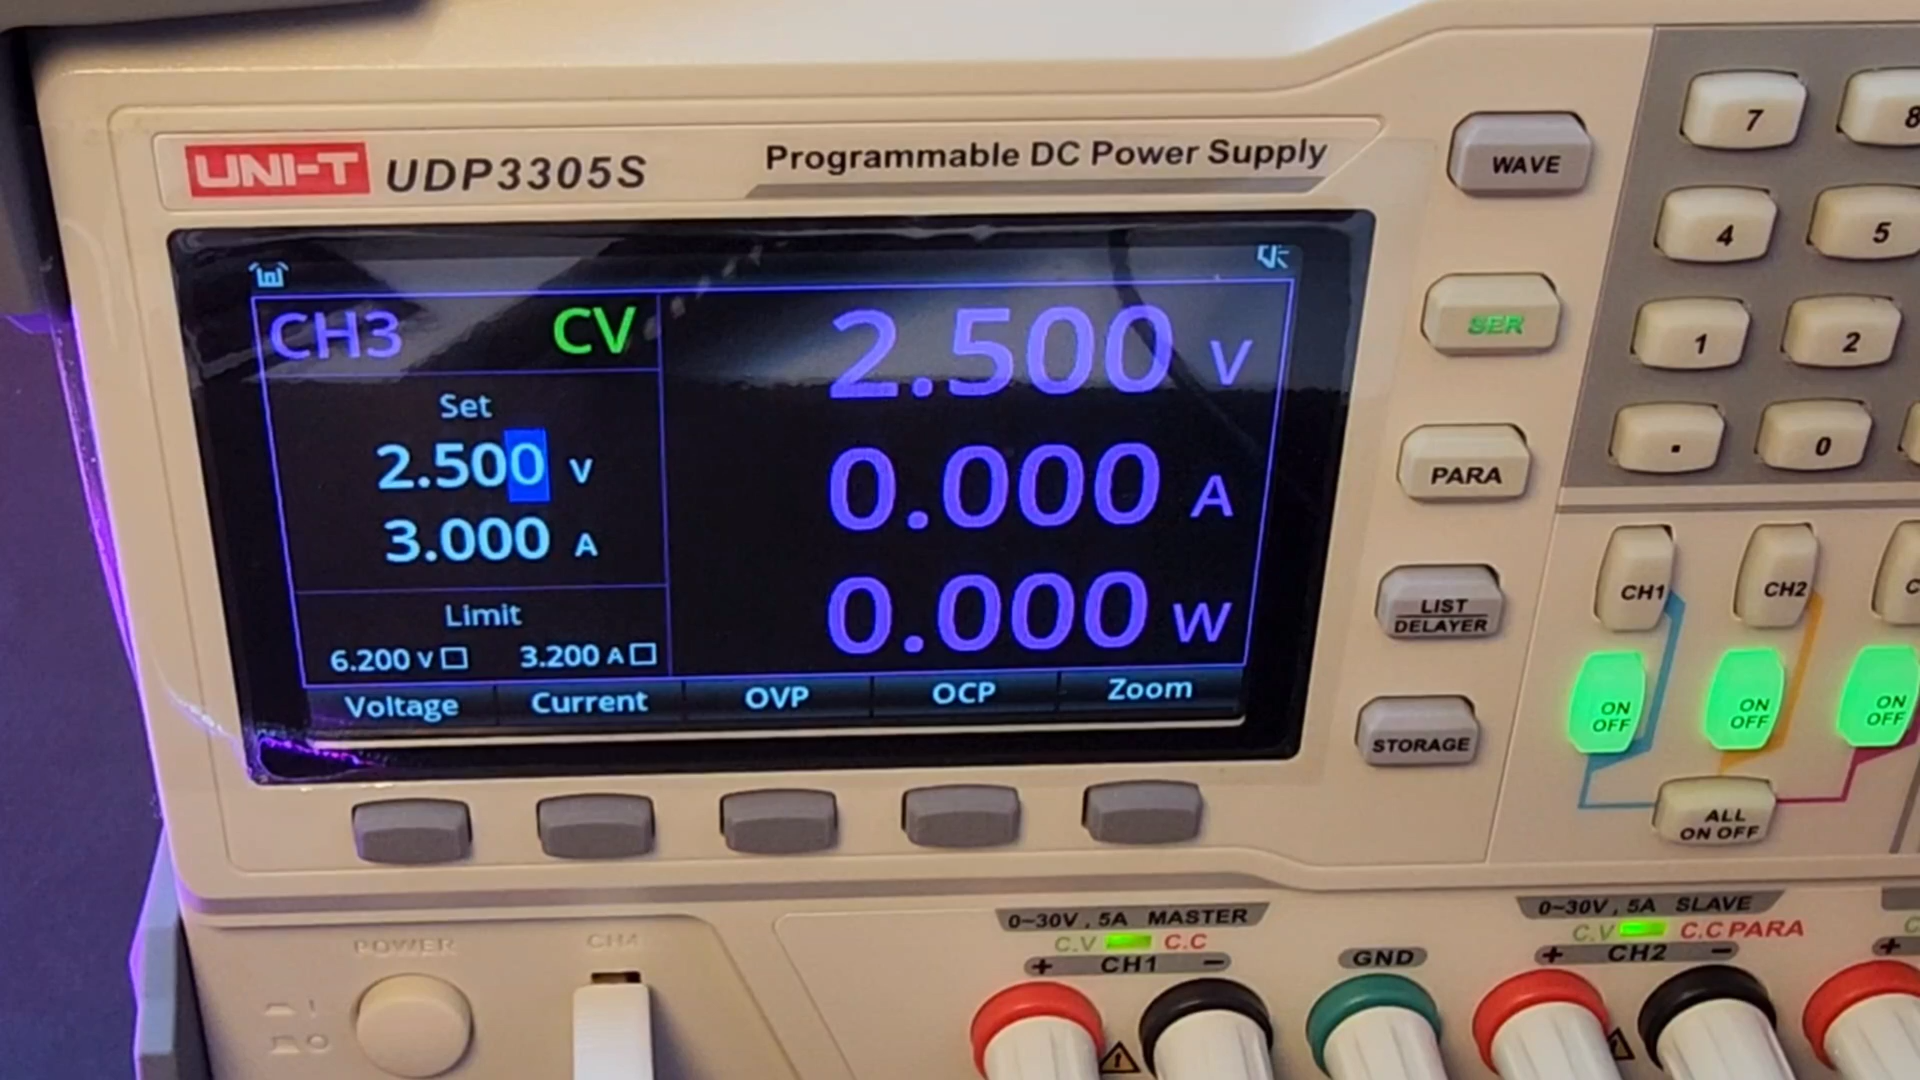 UNI-T UDP3305S Programmable DC Power Supply
CH3 CV
Set
2.500 V
3.000 A
Limit
6.200 V 3.200 A
2.500 V
0.000 A
0.000 W
Voltage Current OVP OCP Zoom
WAVE
SER
PARA
LIST
DELAYER
STORAGE
7 8
4 5
1 2
. 0
CH1 CH2 C
ON
OFF
ON
OFF
ON
OFF
ALL
ON OFF
POWER
CH4
0~30V, 5A MASTER
C.V C.C
+ CH1 −
GND
0~30V, 5A SLAVE
C.V C.C PARA
+ CH2 −
C
+